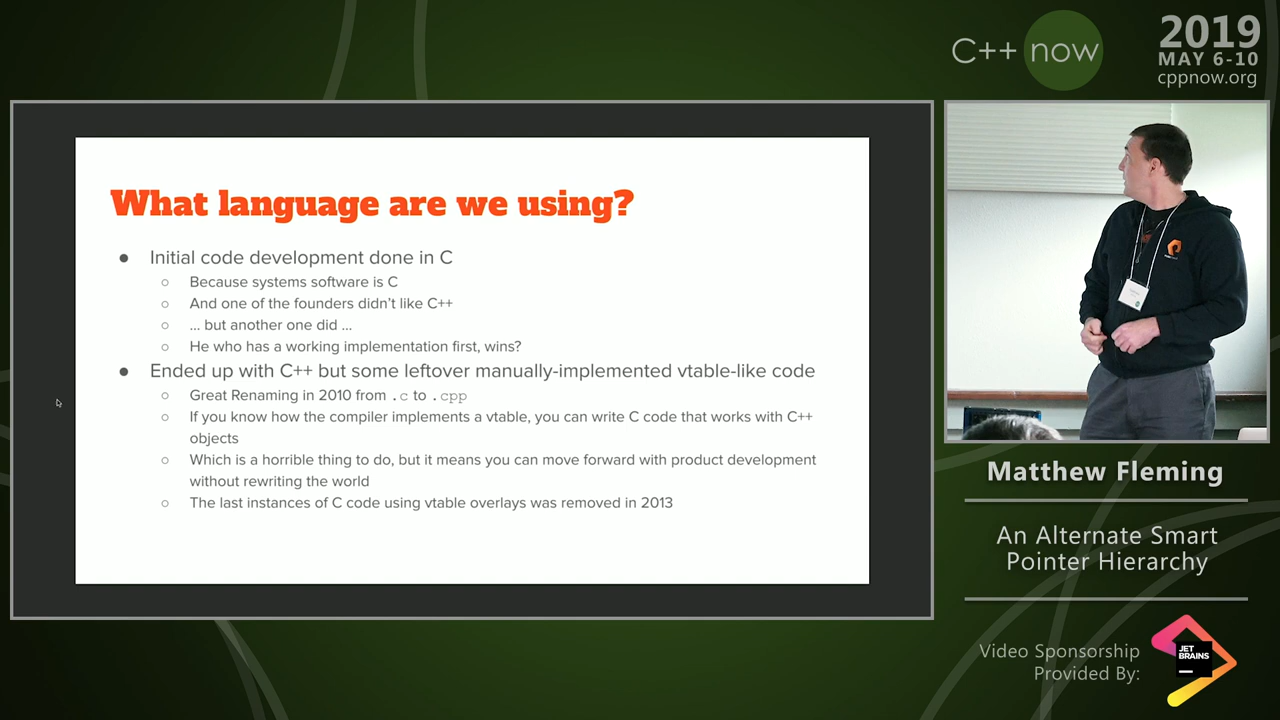 C++ now
2019
MAY 6-10
cppnow.org
What language are we using?
● Initial code development done in C
○ Because systems software is C
○ And one of the founders didn’t like C++
○ ... but another one did ...
○ He who has a working implementation first, wins?
● Ended up with C++ but some leftover manually-implemented vtable-like code
○ Great Renaming in 2010 from .c to .cpp
○ If you know how the compiler implements a vtable, you can write C code that works with C++
objects
○ Which is a horrible thing to do, but it means you can move forward with product development
without rewriting the world
○ The last instances of C code using vtable overlays was removed in 2013
Matthew Fleming
An Alternate Smart
Pointer Hierarchy
Video Sponsorship
Provided By:
JET
BRAINS